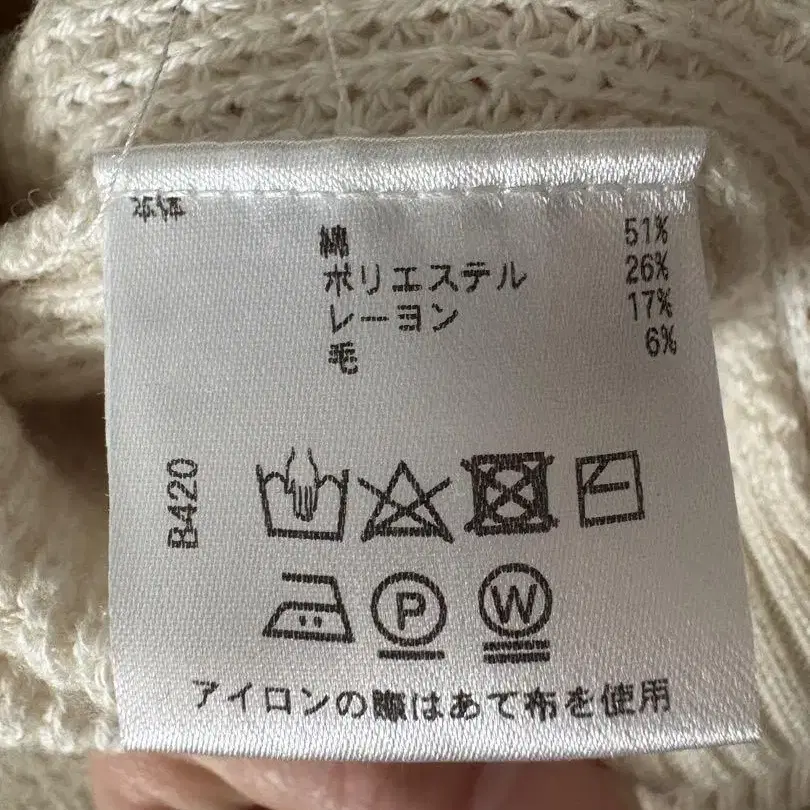 本体
綿 51%
ポリエステル 26%
レーヨン 17%
毛 6%
B420
P W
アイロンの際はあて布を使用